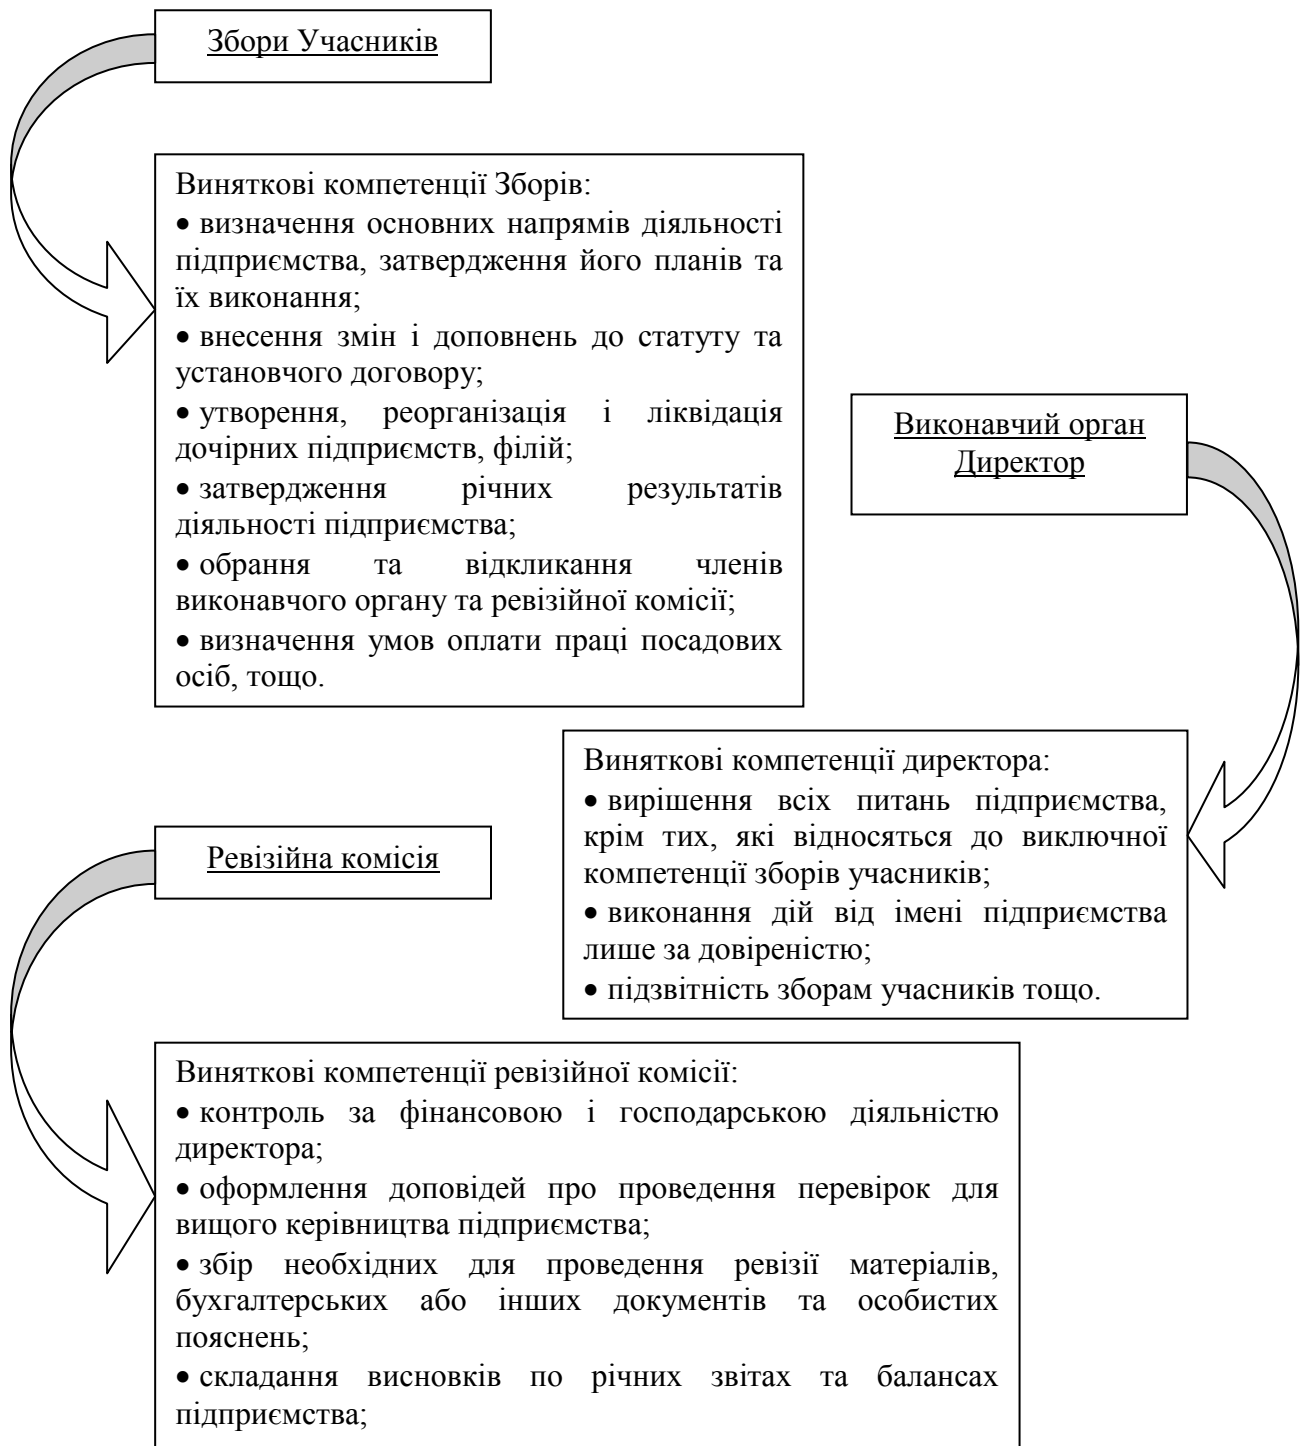 Збори Учасників
Виняткові компетенції Зборів:
• визначення основних напрямів діяльності
підприємства, затвердження його планів та
їх виконання;
• внесення змін і доповнень до статуту та
установчого договору;
• утворення, реорганізація і ліквідація
дочірних підприємств, філій;
• затвердження річних результатів
діяльності підприємства;
• обрання та відкликання членів
виконавчого органу та ревізійної комісії;
• визначення умов оплати праці посадових
осіб, тощо.
Виконавчий орган
Директор
Виняткові компетенції директора:
• вирішення всіх питань підприємства,
крім тих, які відносяться до виключної
компетенції зборів учасників;
• виконання дій від імені підприємства
лише за довіреністю;
• підзвітність зборам учасників тощо.
Ревізійна комісія
Виняткові компетенції ревізійної комісії:
• контроль за фінансовою і господарською діяльністю
директора;
• оформлення доповідей про проведення перевірок для
вищого керівництва підприємства;
• збір необхідних для проведення ревізії матеріалів,
бухгалтерських або інших документів та особистих
пояснень;
• складання висновків по річних звітах та балансах
підприємства;